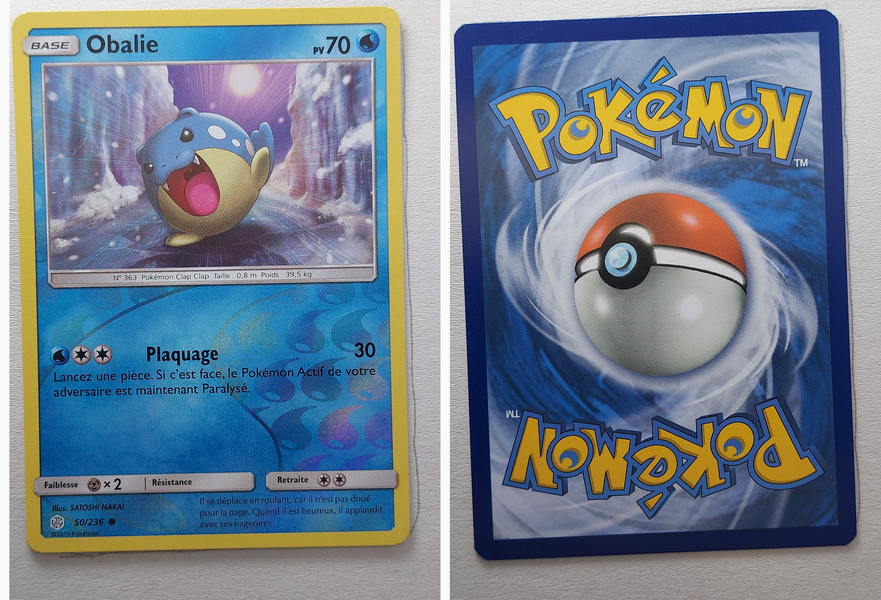 BASE Obalie PV 70
N° 363 Pokémon Clap Clap Taille : 0,8 m Poids : 39,5 kg
Plaquage 30
Lancez une pièce. Si c'est face, le Pokémon Actif de votre
adversaire est maintenant Paralysé.
Faiblesse ×2 Résistance Retraite
Illus. SATOSHI NAKAI
50/236
©2019 Pokémon
Il se déplace en roulant, car il n'est pas doué
pour la nage. Quand il est heureux, il applaudit
avec ses nageoires.
POKéMON
TM
POKéMON
TM